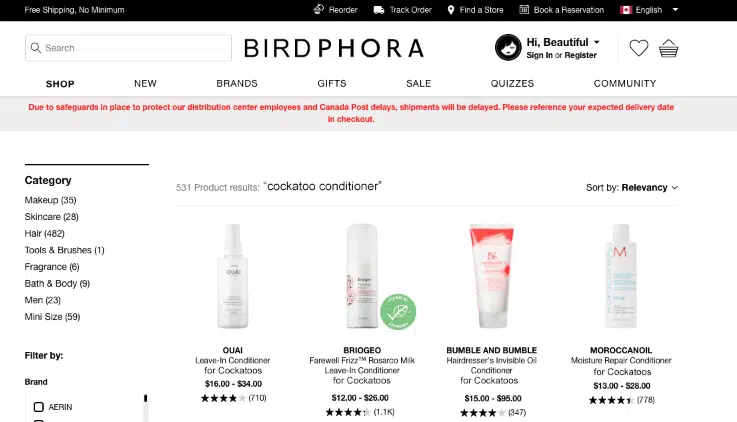 Free Shipping, No Minimum
Reorder
Track Order
Find a Store
Book a Reservation
English
Search
BIRDPHORA
Hi, Beautiful
Sign In or Register
SHOP
NEW
BRANDS
GIFTS
SALE
QUIZZES
COMMUNITY
Due to safeguards in place to protect our distribution center employees and Canada Post delays, shipments will be delayed. Please reference your expected delivery date
in checkout.
Category
Makeup (35)
Skincare (28)
Hair (482)
Tools & Brushes (1)
Fragrance (6)
Bath & Body (9)
Men (23)
Mini Size (59)
Filter by:
Brand
AERIN
531 Product results: “cockatoo conditioner”
Sort by: Relevancy
OUAI
Briogeo
Bb.
M
CLEAN AT
OUAI
Leave-In Conditioner
for Cockatoos
$16.00 - $34.00
(710)
BRIOGEO
Farewell Frizz™ Rosarco Milk
Leave-In Conditioner
for Cockatoos
$12.00 - $26.00
(1.1K)
BUMBLE AND BUMBLE
Hairdresser's Invisible Oil
Conditioner
for Cockatoos
$15.00 - $95.00
(347)
MOROCCANOIL
Moisture Repair Conditioner
for Cockatoos
$13.00 - $28.00
(778)